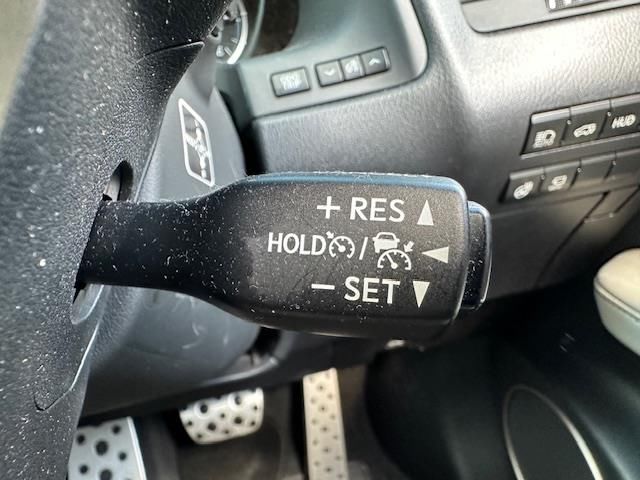 HUD
+ RES
HOLD /
− SET